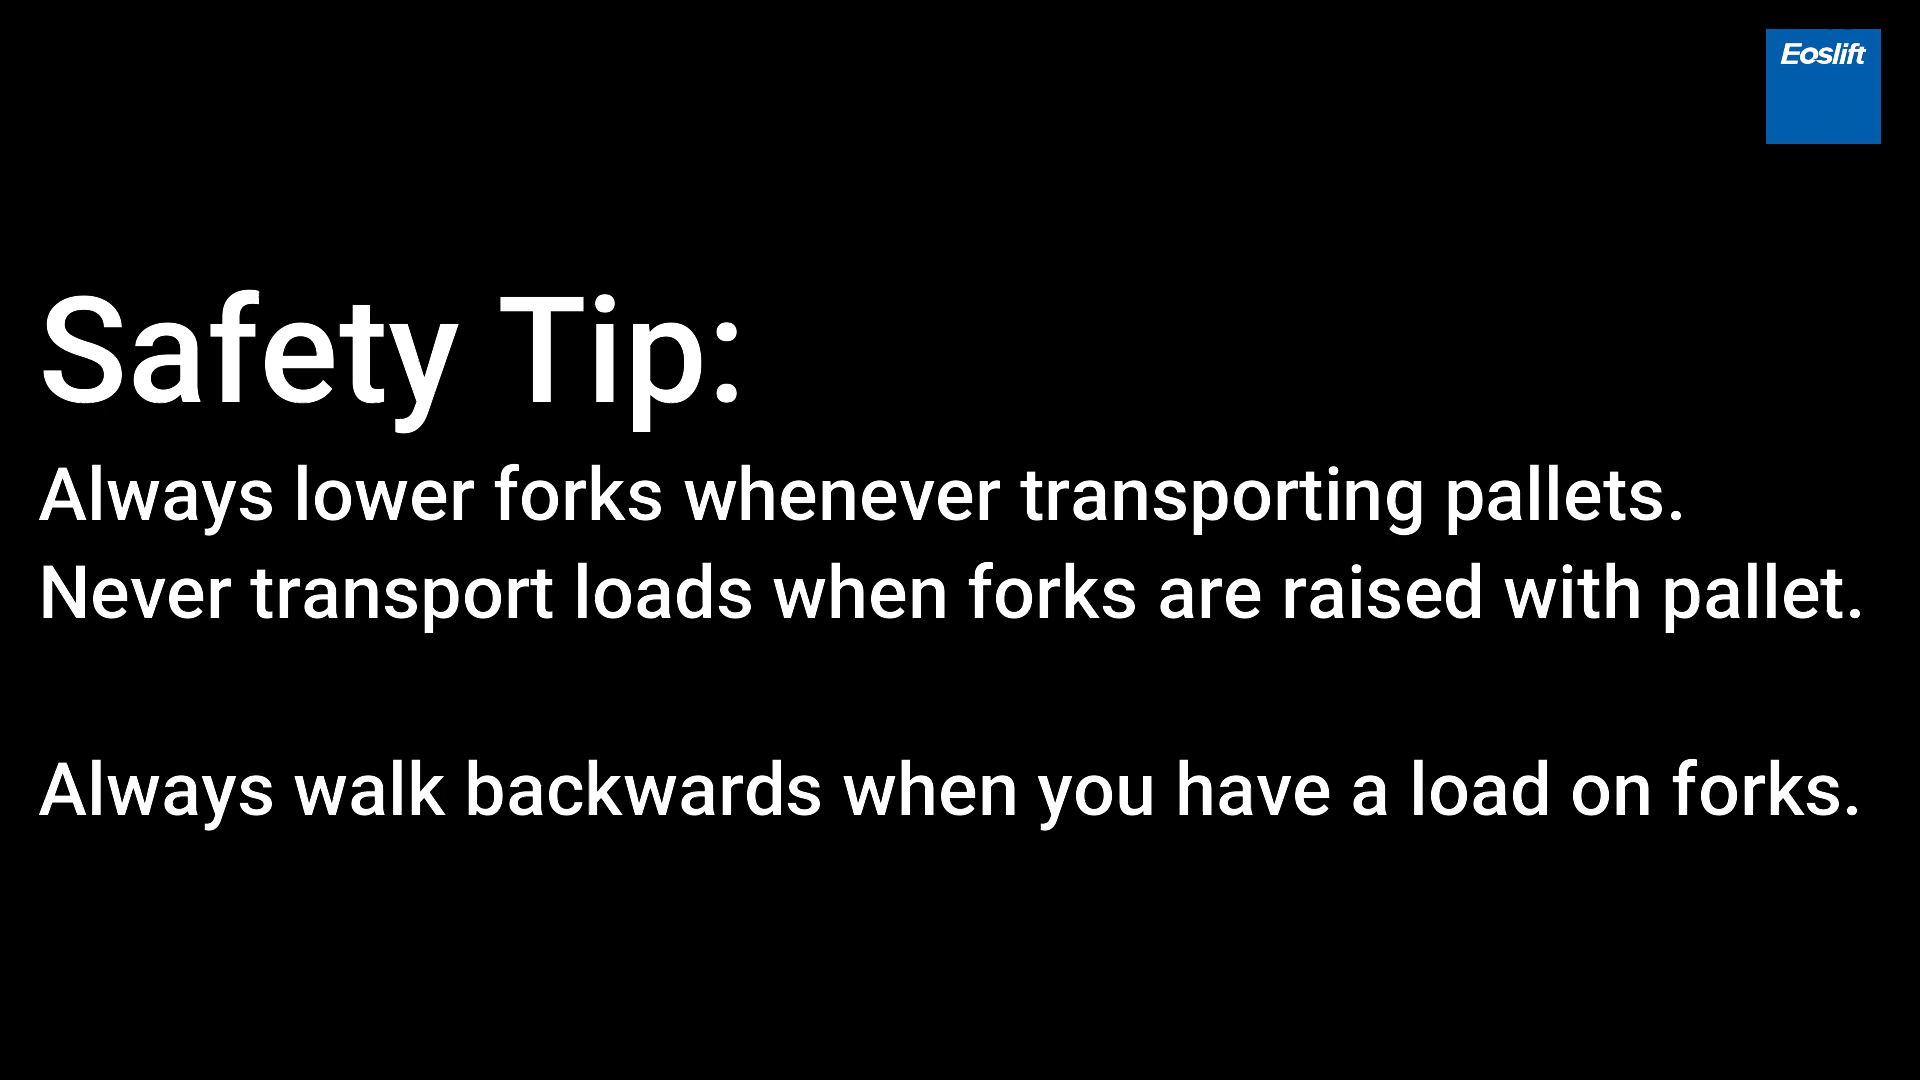 Eoslift
Safety Tip:
Always lower forks whenever transporting pallets.
Never transport loads when forks are raised with pallet.
Always walk backwards when you have a load on forks.